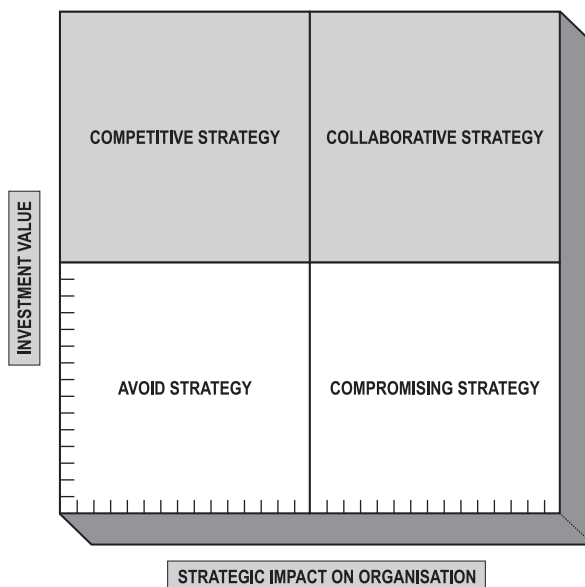 COMPETITIVE STRATEGY
COLLABORATIVE STRATEGY
INVESTMENT VALUE
AVOID STRATEGY
COMPROMISING STRATEGY
STRATEGIC IMPACT ON ORGANISATION